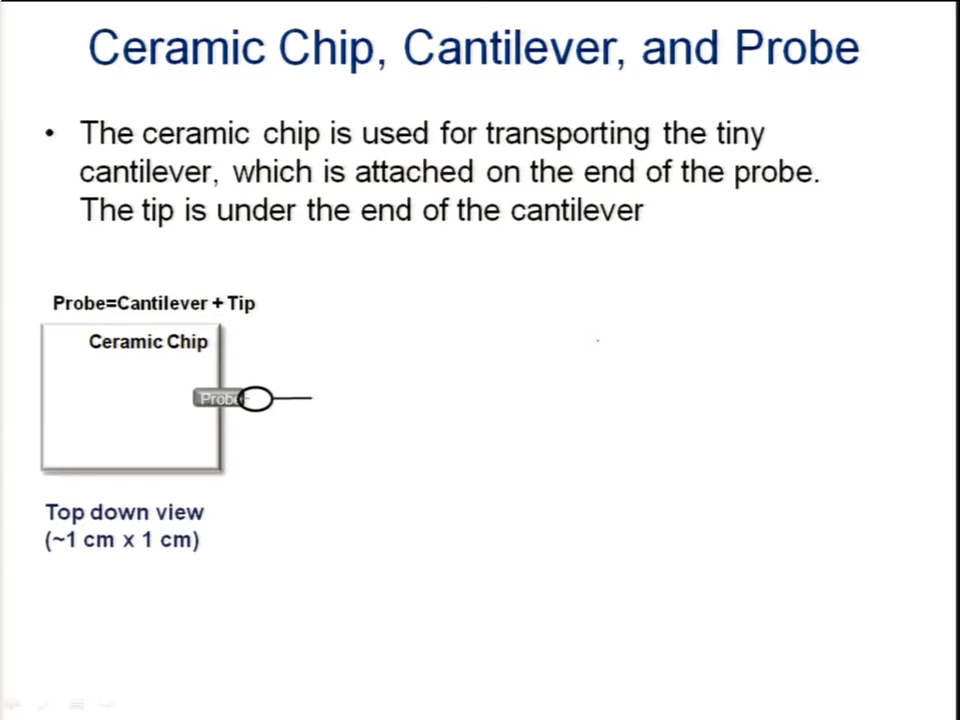 Ceramic Chip, Cantilever, and Probe
• The ceramic chip is used for transporting the tiny
cantilever, which is attached on the end of the probe.
The tip is under the end of the cantilever
Probe=Cantilever + Tip
Ceramic Chip
Probe
Top down view
(~1 cm x 1 cm)